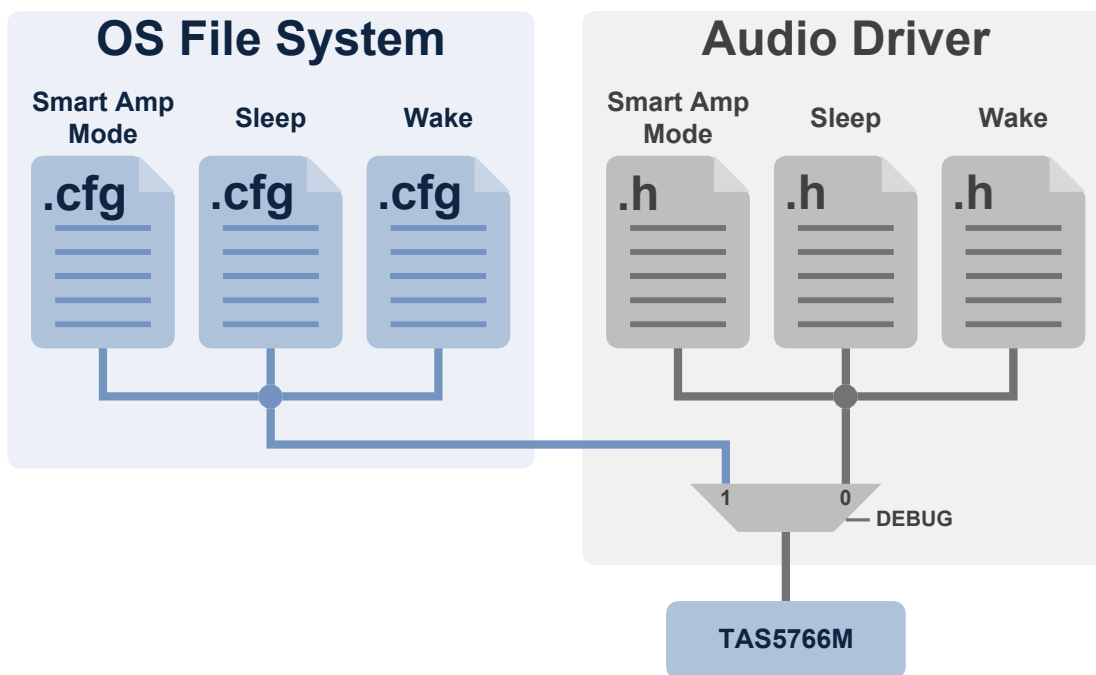 OS File System
Smart Amp
Mode
Sleep
Wake
.cfg
.cfg
.cfg
Audio Driver
Smart Amp
Mode
Sleep
Wake
.h
.h
.h
1
0
DEBUG
TAS5766M